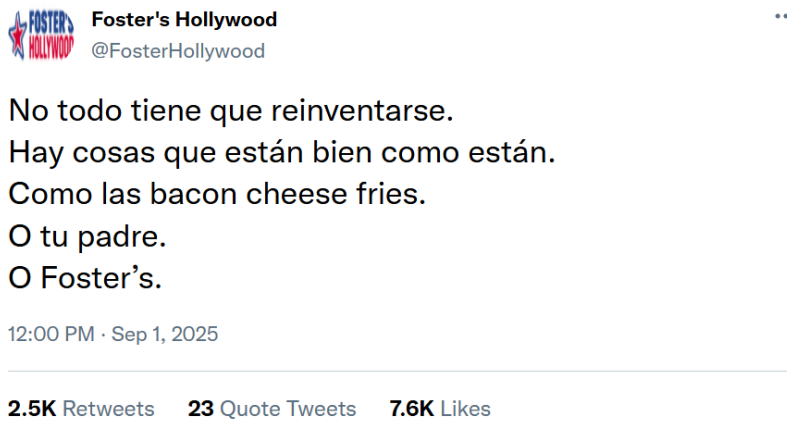 FOSTER'S
HOLLYWOOD
Foster's Hollywood
@FosterHollywood
No todo tiene que reinventarse.
Hay cosas que están bien como están.
Como las bacon cheese fries.
O tu padre.
O Foster’s.
12:00 PM · Sep 1, 2025
2.5K Retweets 23 Quote Tweets 7.6K Likes